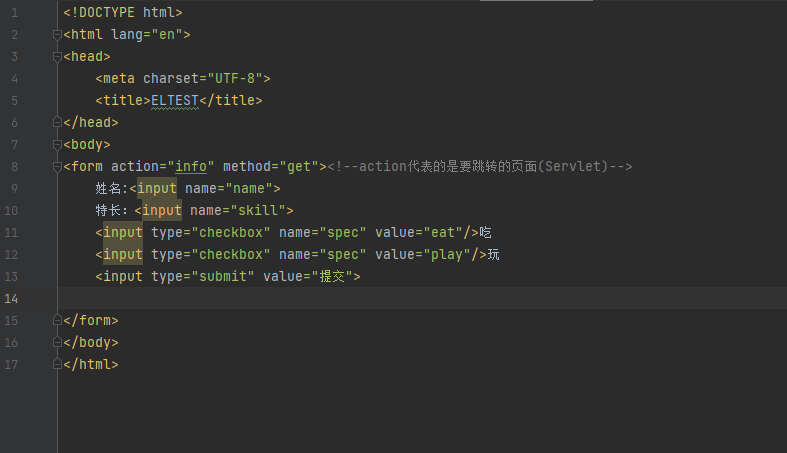 1 <!DOCTYPE html>
2 <html lang="en">
3 <head>
4     <meta charset="UTF-8">
5     <title>ELTEST</title>
6 </head>
7 <body>
8 <form action="info" method="get"><!--action代表的是要跳转的页面(Servlet)-->
9     姓名:<input name="name">
10     特长：<input name="skill">
11     <input type="checkbox" name="spec" value="eat"/>吃
12     <input type="checkbox" name="spec" value="play"/>玩
13     <input type="submit" value="提交">
14
15 </form>
16 </body>
17 </html>